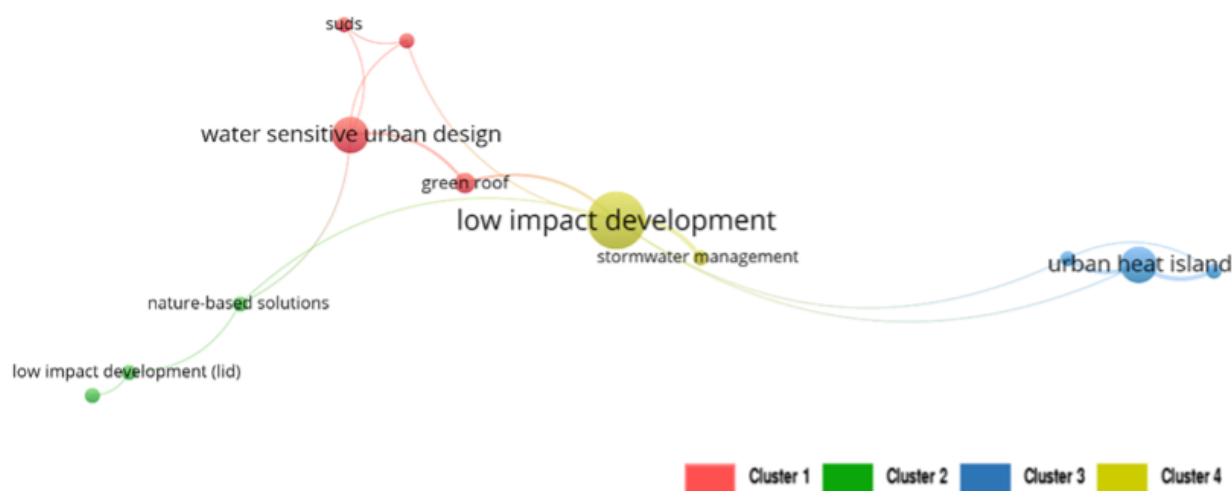 suds
water sensitive urban design
green roof
low impact development
stormwater management
urban heat island
nature-based solutions
low impact development (lid)
Cluster 1
Cluster 2
Cluster 3
Cluster 4